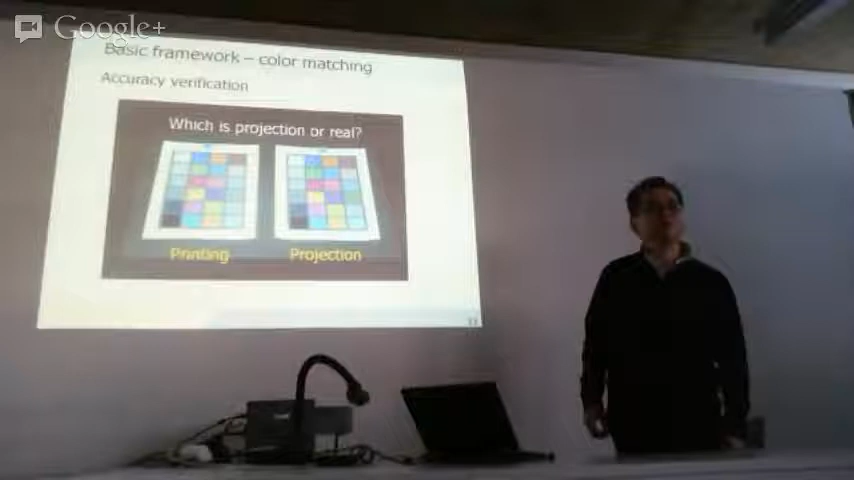 Google+
Basic framework – color matching
Accuracy verification
Which is projection or real?
Printing
Projection